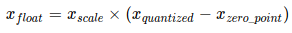 x_float = x_scale × (x_quantized − x_zero_point)